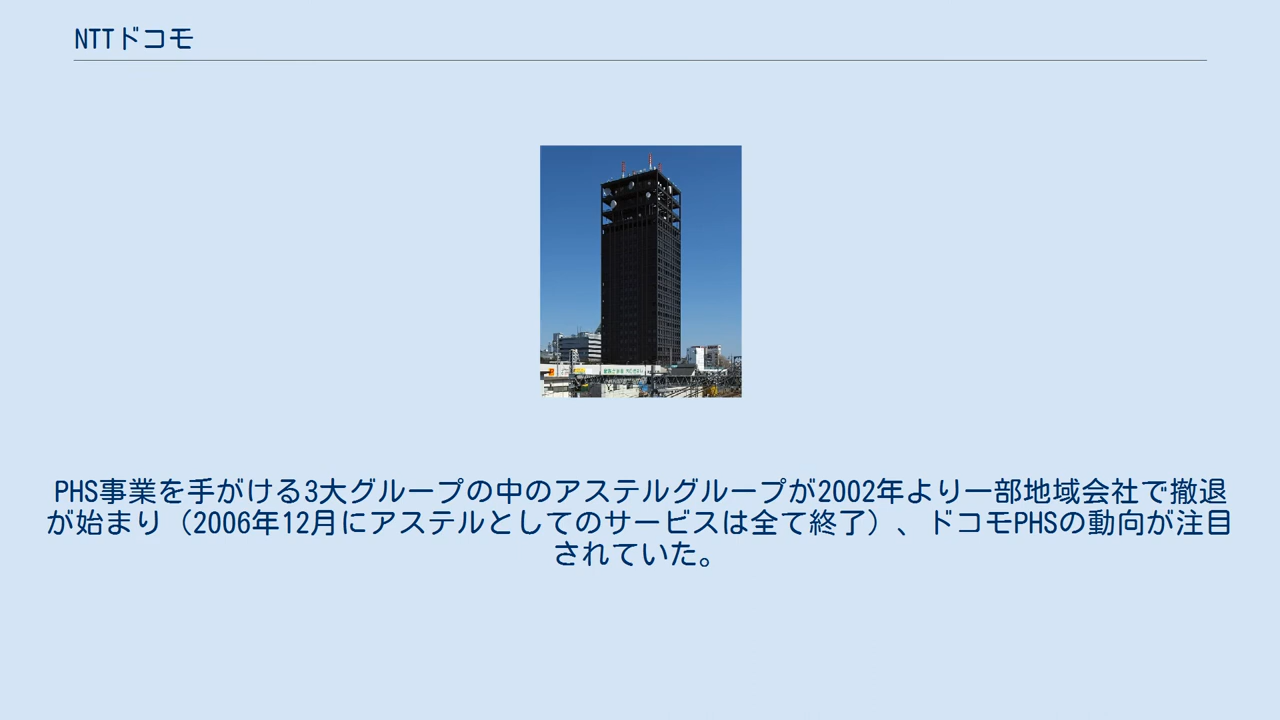 NTTドコモ
PHS事業を手がける3大グループの中のアステルグループが2002年より一部地域会社で撤退
が始まり（2006年12月にアステルとしてのサービスは全て終了）、ドコモPHSの動向が注目
されていた。